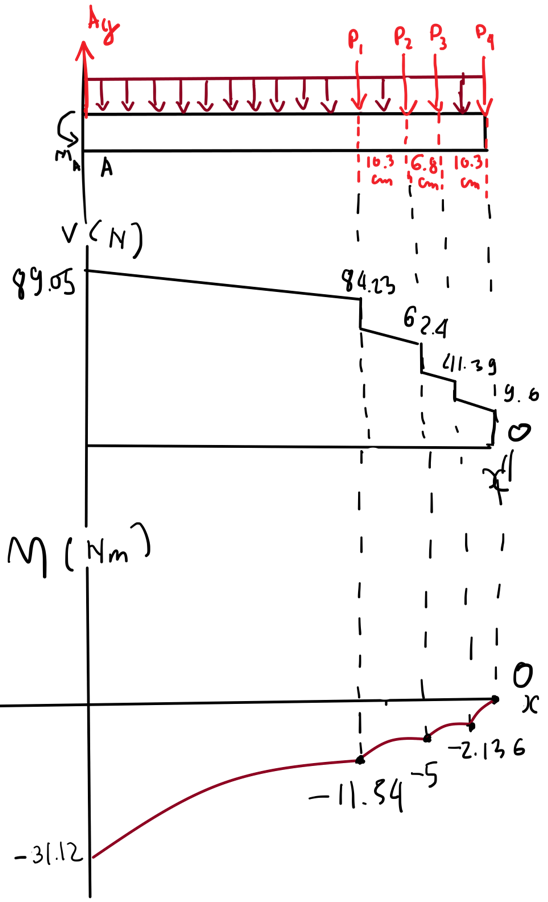 Ay
P1 P2 P3 P4
MA A 10.3 cm 6.8 cm 10.3 cm
V(N)
89.05
84.23
62.4
41.39
9.6
0
x
M(Nm)
0
x
-2.136
-5
-11.54
-31.12